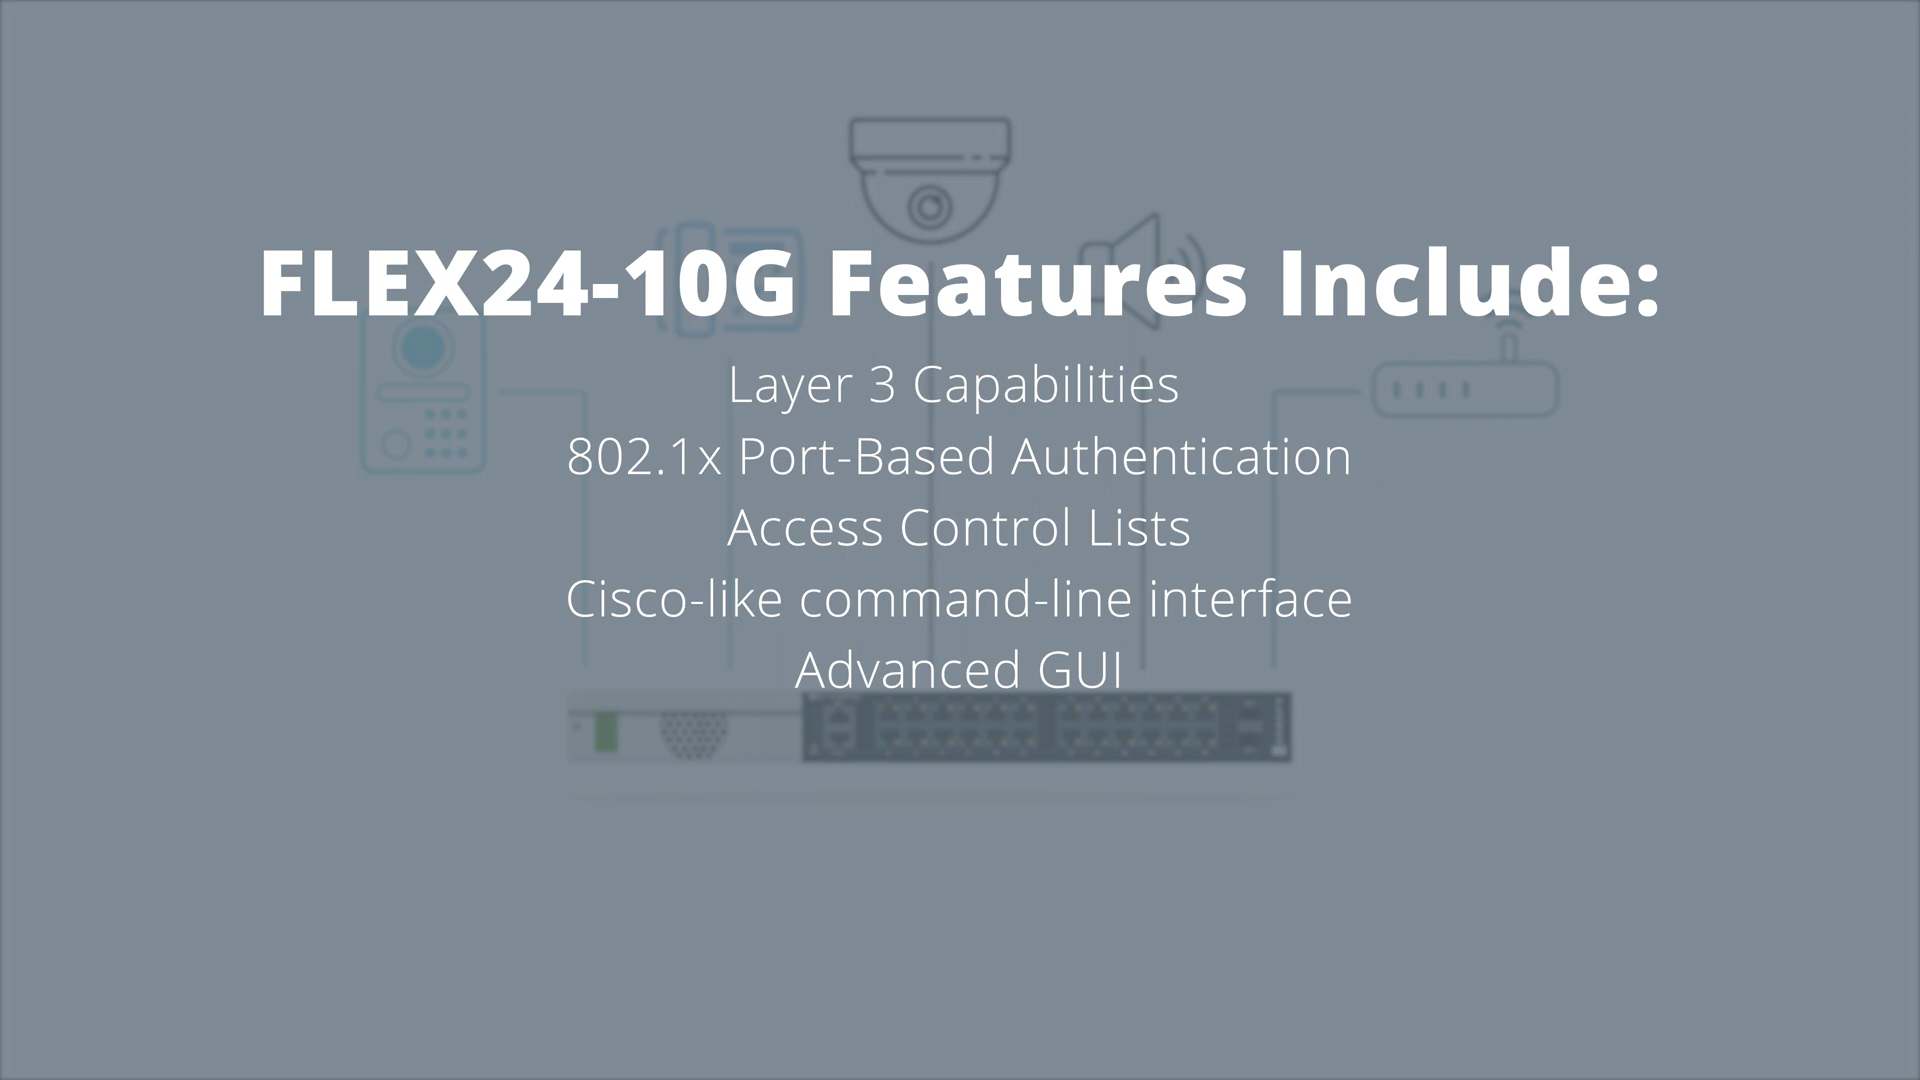 FLEX24-10G Features Include:
Layer 3 Capabilities
802.1x Port-Based Authentication
Access Control Lists
Cisco-like command-line interface
Advanced GUI